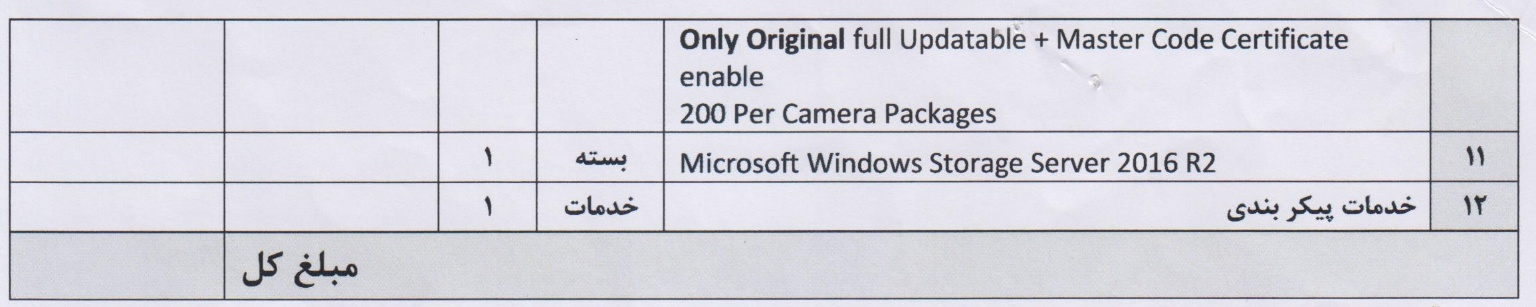 Only Original full Updatable + Master Code Certificate
enable
200 Per Camera Packages
۱۱ Microsoft Windows Storage Server 2016 R2 بسته ۱
۱۲ خدمات پیکر بندی خدمات ۱
مبلغ کل